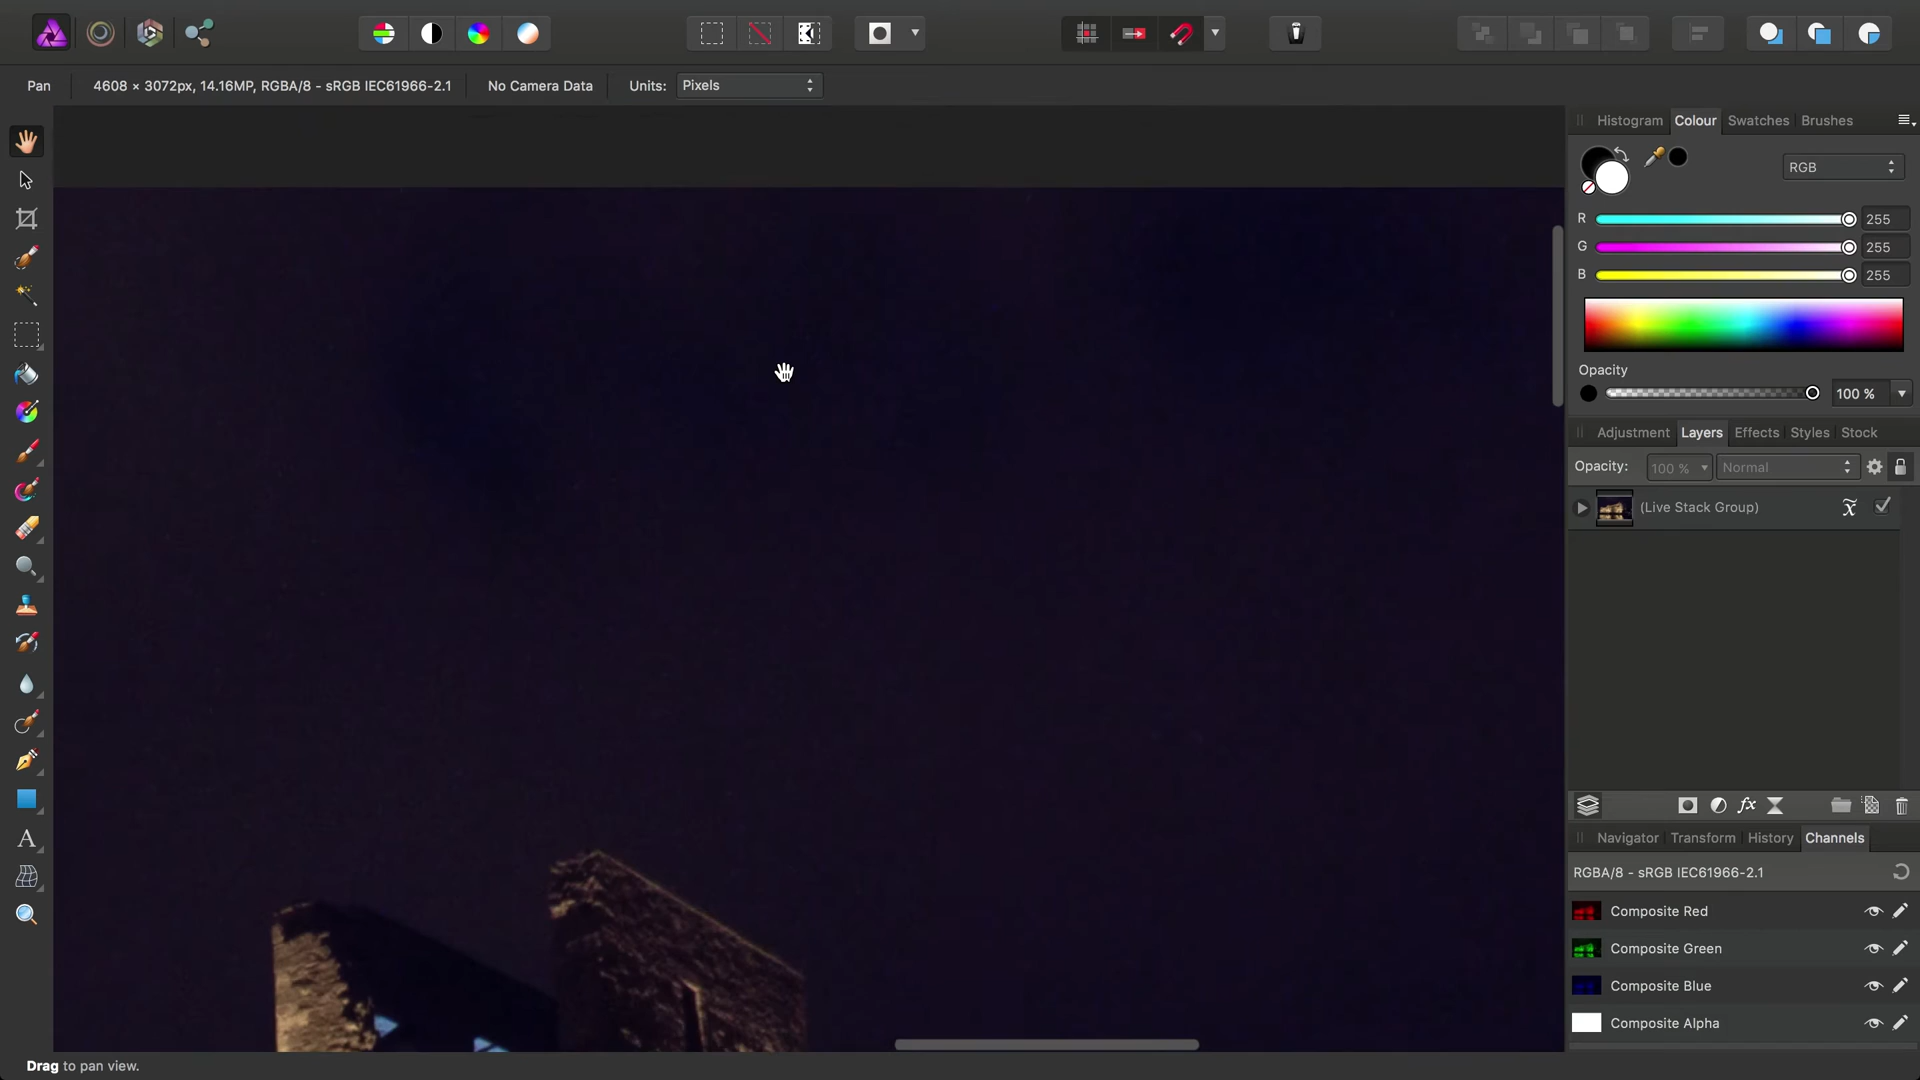 Pan
4608 × 3072px, 14.16MP, RGBA/8 - sRGB IEC61966-2.1
No Camera Data
Units:
Pixels
Histogram
Colour
Swatches
Brushes
RGB
R
255
G
255
B
255
Opacity
100 %
Adjustment
Layers
Effects
Styles
Stock
Opacity:
100 %
Normal
(Live Stack Group)
fx
Navigator
Transform
History
Channels
RGBA/8 - sRGB IEC61966-2.1
Composite Red
Composite Green
Composite Blue
Composite Alpha
Drag to pan view.